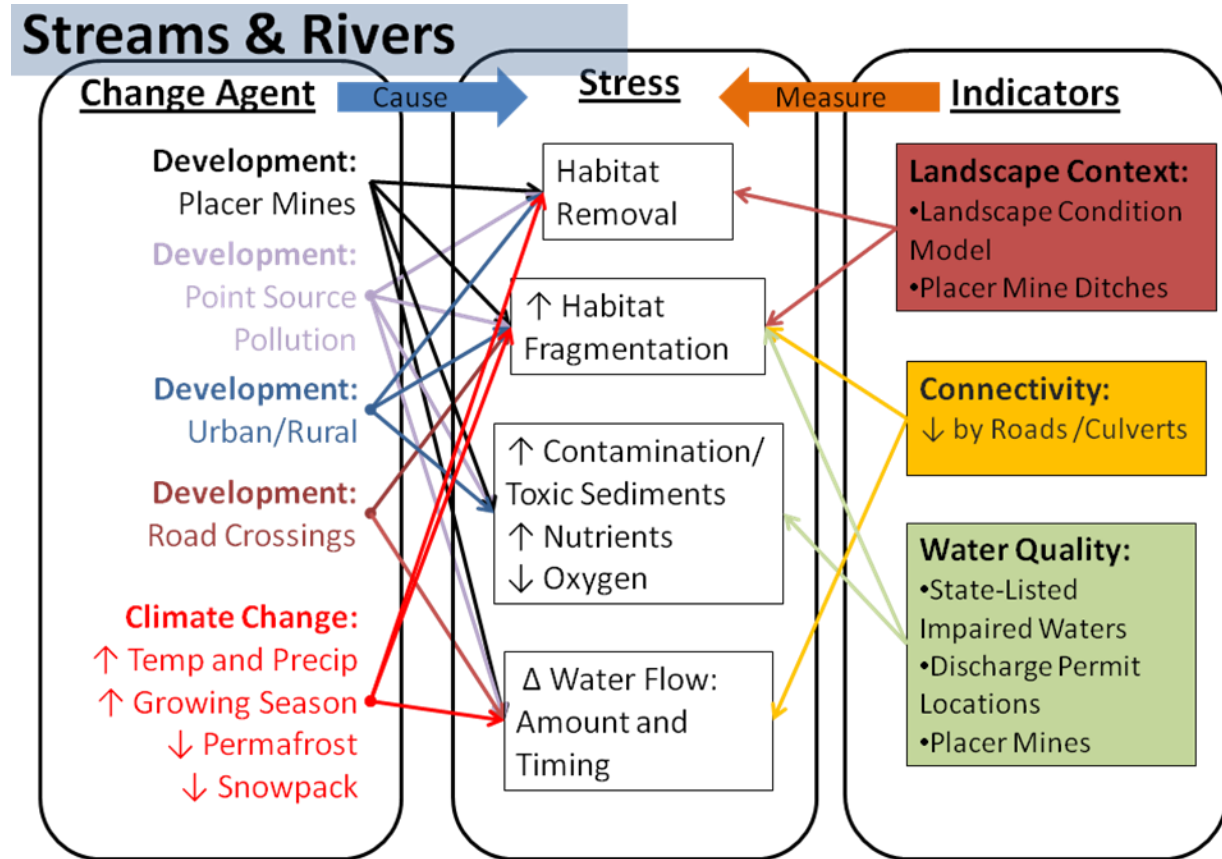 Streams & Rivers
Change Agent
Cause
Stress
Measure
Indicators
Development:
Placer Mines
Development:
Point Source
Pollution
Development:
Urban/Rural
Development:
Road Crossings
Climate Change:
↑ Temp and Precip
↑ Growing Season
↓ Permafrost
↓ Snowpack
Habitat
Removal
↑ Habitat
Fragmentation
↑ Contamination/
Toxic Sediments
↑ Nutrients
↓ Oxygen
Δ Water Flow:
Amount and
Timing
Landscape Context:
•Landscape Condition
Model
•Placer Mine Ditches
Connectivity:
↓ by Roads /Culverts
Water Quality:
•State-Listed
Impaired Waters
•Discharge Permit
Locations
•Placer Mines